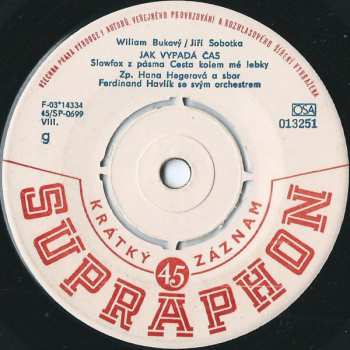 VŠECHNA PRÁVA VÝROBCE I AUTORŮ, VEŘEJNÉHO PROVOZOVÁNÍ A ROZHLASOVÉHO ŠÍŘENÍ VYHRAZENA.
Wiliam Bukový/Jiří Sobotka
JAK VYPADÁ ČAS
Slowfox z pásma Cesta kolem mé lebky
Zp. Hana Hegerová a sbor
Ferdinand Havlík se svým orchestrem
F-03*14334
45/SP-0699
VIII.
g
OSA
013251
KRÁTKÝ 45 ZÁZNAM
SUPRAPHON